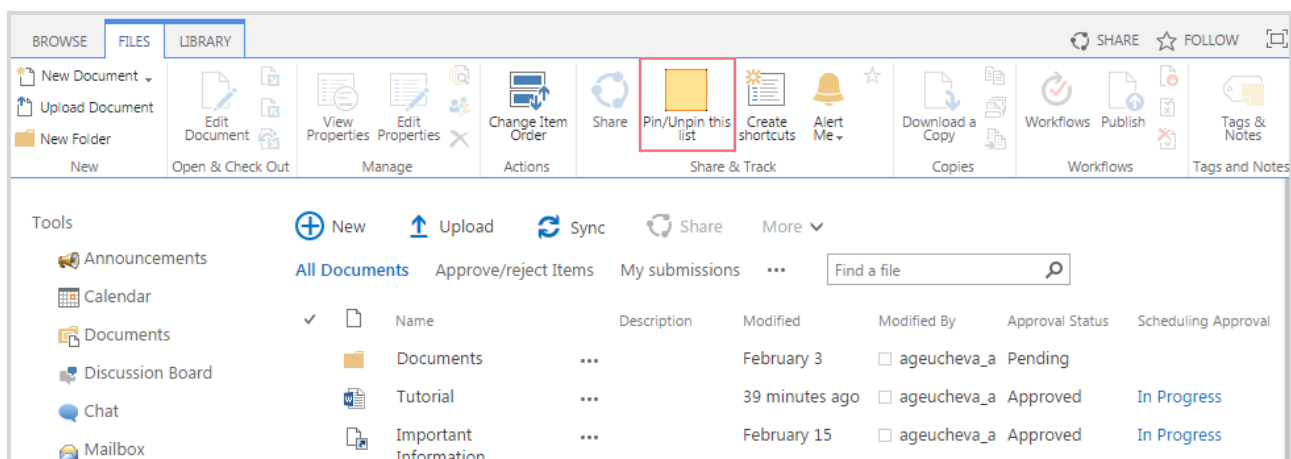 BROWSE FILES LIBRARY SHARE FOLLOW
New Document
Upload Document
New Folder
New
Edit
Document
Open & Check Out
View
Properties
Edit
Properties
Manage
Change Item
Order
Actions
Share
Pin/Unpin this
list
Create
shortcuts
Alert
Me
Share & Track
Download a
Copy
Copies
Workflows
Publish
Workflows
Tags &
Notes
Tags and Notes
Tools
Announcements
Calendar
Documents
Discussion Board
Chat
Mailbox
New Upload Sync Share More
All Documents Approve/reject Items My submissions ... Find a file
Name Description Modified Modified By Approval Status Scheduling Approval
Documents ... February 3 ageucheva_a Pending
Tutorial ... 39 minutes ago ageucheva_a Approved In Progress
Important ... February 15 ageucheva_a Approved In Progress
Information